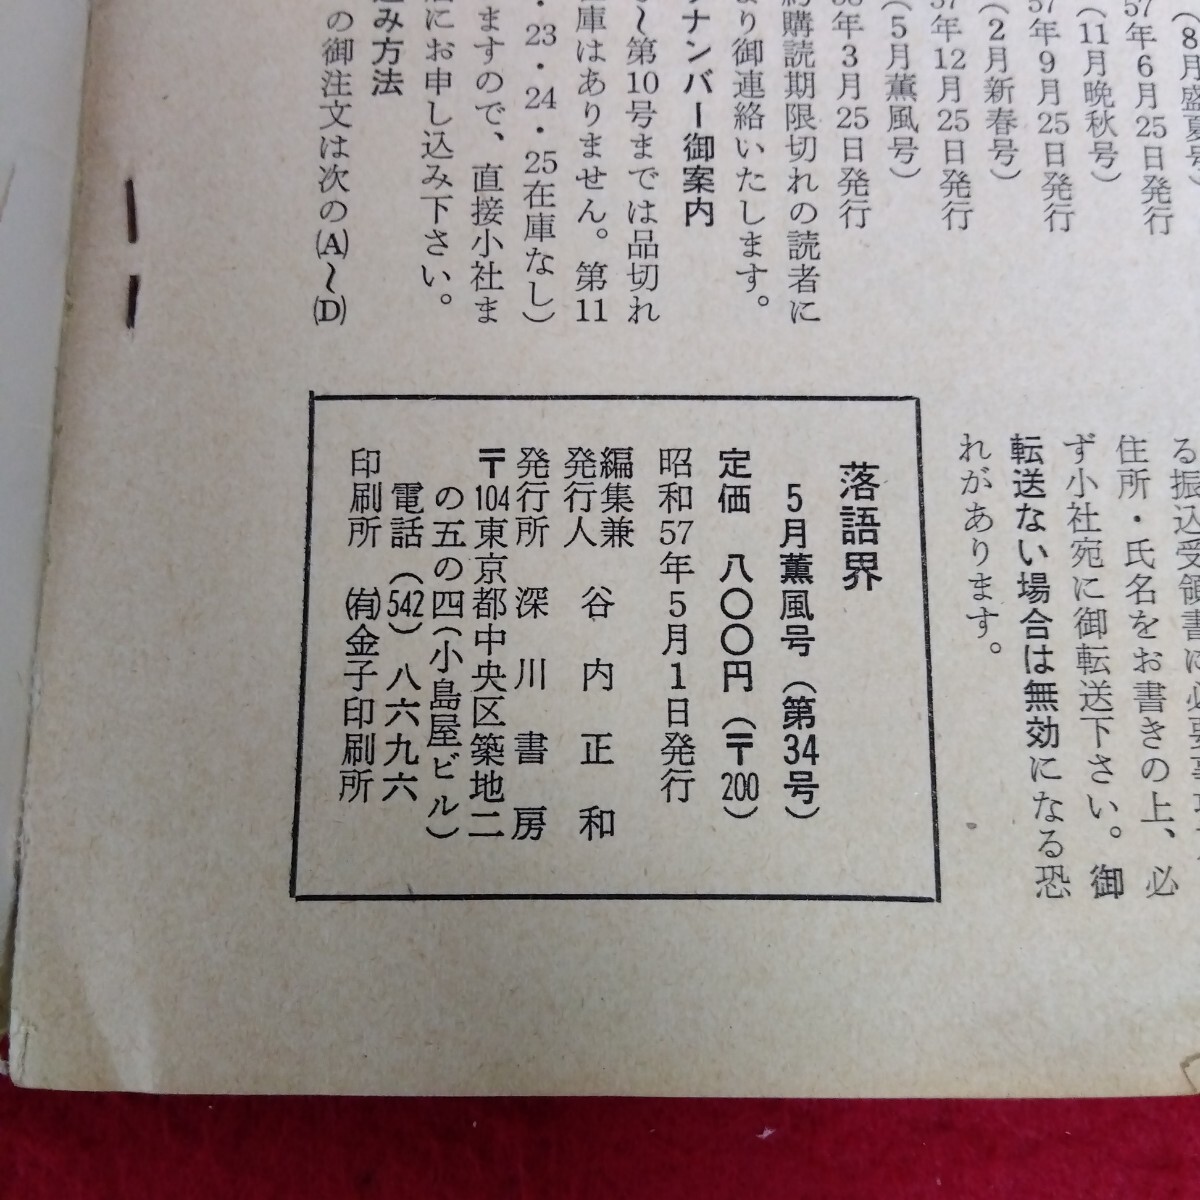 （8月盛夏号）
57年6月25日発行
（11月晩秋号）
57年9月25日発行
（2月新春号）
57年12月25日発行
（5月薫風号）
年3月25日発行
購読期限切れの読者に
より御連絡いたします。
ナンバー御案内
〜第10号までは品切れ
庫はありません。第11
・23・24・25在庫なし）
ますので、直接小社ま
にお申し込み下さい。
込み方法
の御注文は次の(A)〜(D)
る振込受領書に必
住所・氏名をお書きの上、必
ず小社宛に御転送下さい。御
転送ない場合は無効になる恐
れがあります。
落語界
5月薫風号（第34号）
定価 八〇〇円（〒200）
昭和57年5月1日発行
編集兼
発行人 谷内正和
発行所 深川書房
〒104東京都中央区築地二
の五の四(小島屋ビル)
電話（542）八六九六
印刷所 ㈲金子印刷所